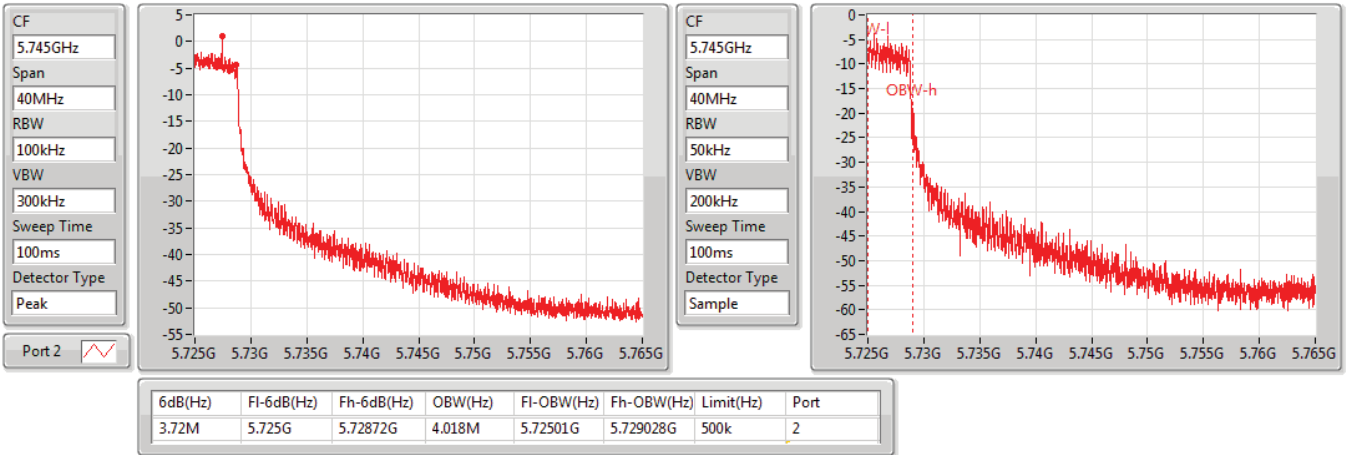 CF
5.745GHz
Span
40MHz
RBW
100kHz
VBW
300kHz
Sweep Time
100ms
Detector Type
Peak
Port 2
5
0
-5
-10
-15
-20
-25
-30
-35
-40
-45
-50
-55
5.725G 5.73G 5.735G 5.74G 5.745G 5.75G 5.755G 5.76G 5.765G
CF
5.745GHz
Span
40MHz
RBW
50kHz
VBW
200kHz
Sweep Time
100ms
Detector Type
Sample
0
-5
-10
-15
-20
-25
-30
-35
-40
-45
-50
-55
-60
-65
W-l
OBW-h
5.725G 5.73G 5.735G 5.74G 5.745G 5.75G 5.755G 5.76G 5.765G
6dB(Hz) Fl-6dB(Hz) Fh-6dB(Hz) OBW(Hz) Fl-OBW(Hz) Fh-OBW(Hz) Limit(Hz) Port
3.72M 5.725G 5.72872G 4.018M 5.72501G 5.729028G 500k 2